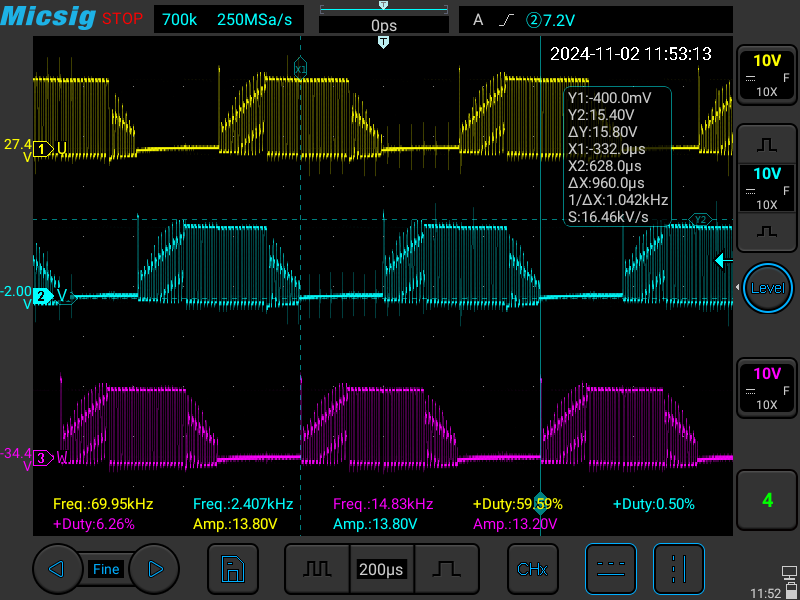 Micsig STOP 700k 250MSa/s 0ps A ②7.2V
T
2024-11-02 11:53:13
10V
F
10X
X1
Y1:-400.0mV
Y2:15.40V
ΔY:15.80V
X1:-332.0μs
X2:628.0μs
ΔX:960.0μs
1/ΔX:1.042kHz
S:16.46kV/s
27.4
V
1 U
10V
F
10X
Y2
-2.00
V
2 V
Level
10V
F
10X
-34.4
V
3 W
Freq.:69.95kHz Freq.:2.407kHz Freq.:14.83kHz +Duty:59.59% +Duty:0.50%
+Duty:6.26% Amp.:13.80V Amp.:13.80V Amp.:13.20V
4
Fine 200μs CHx
11:52